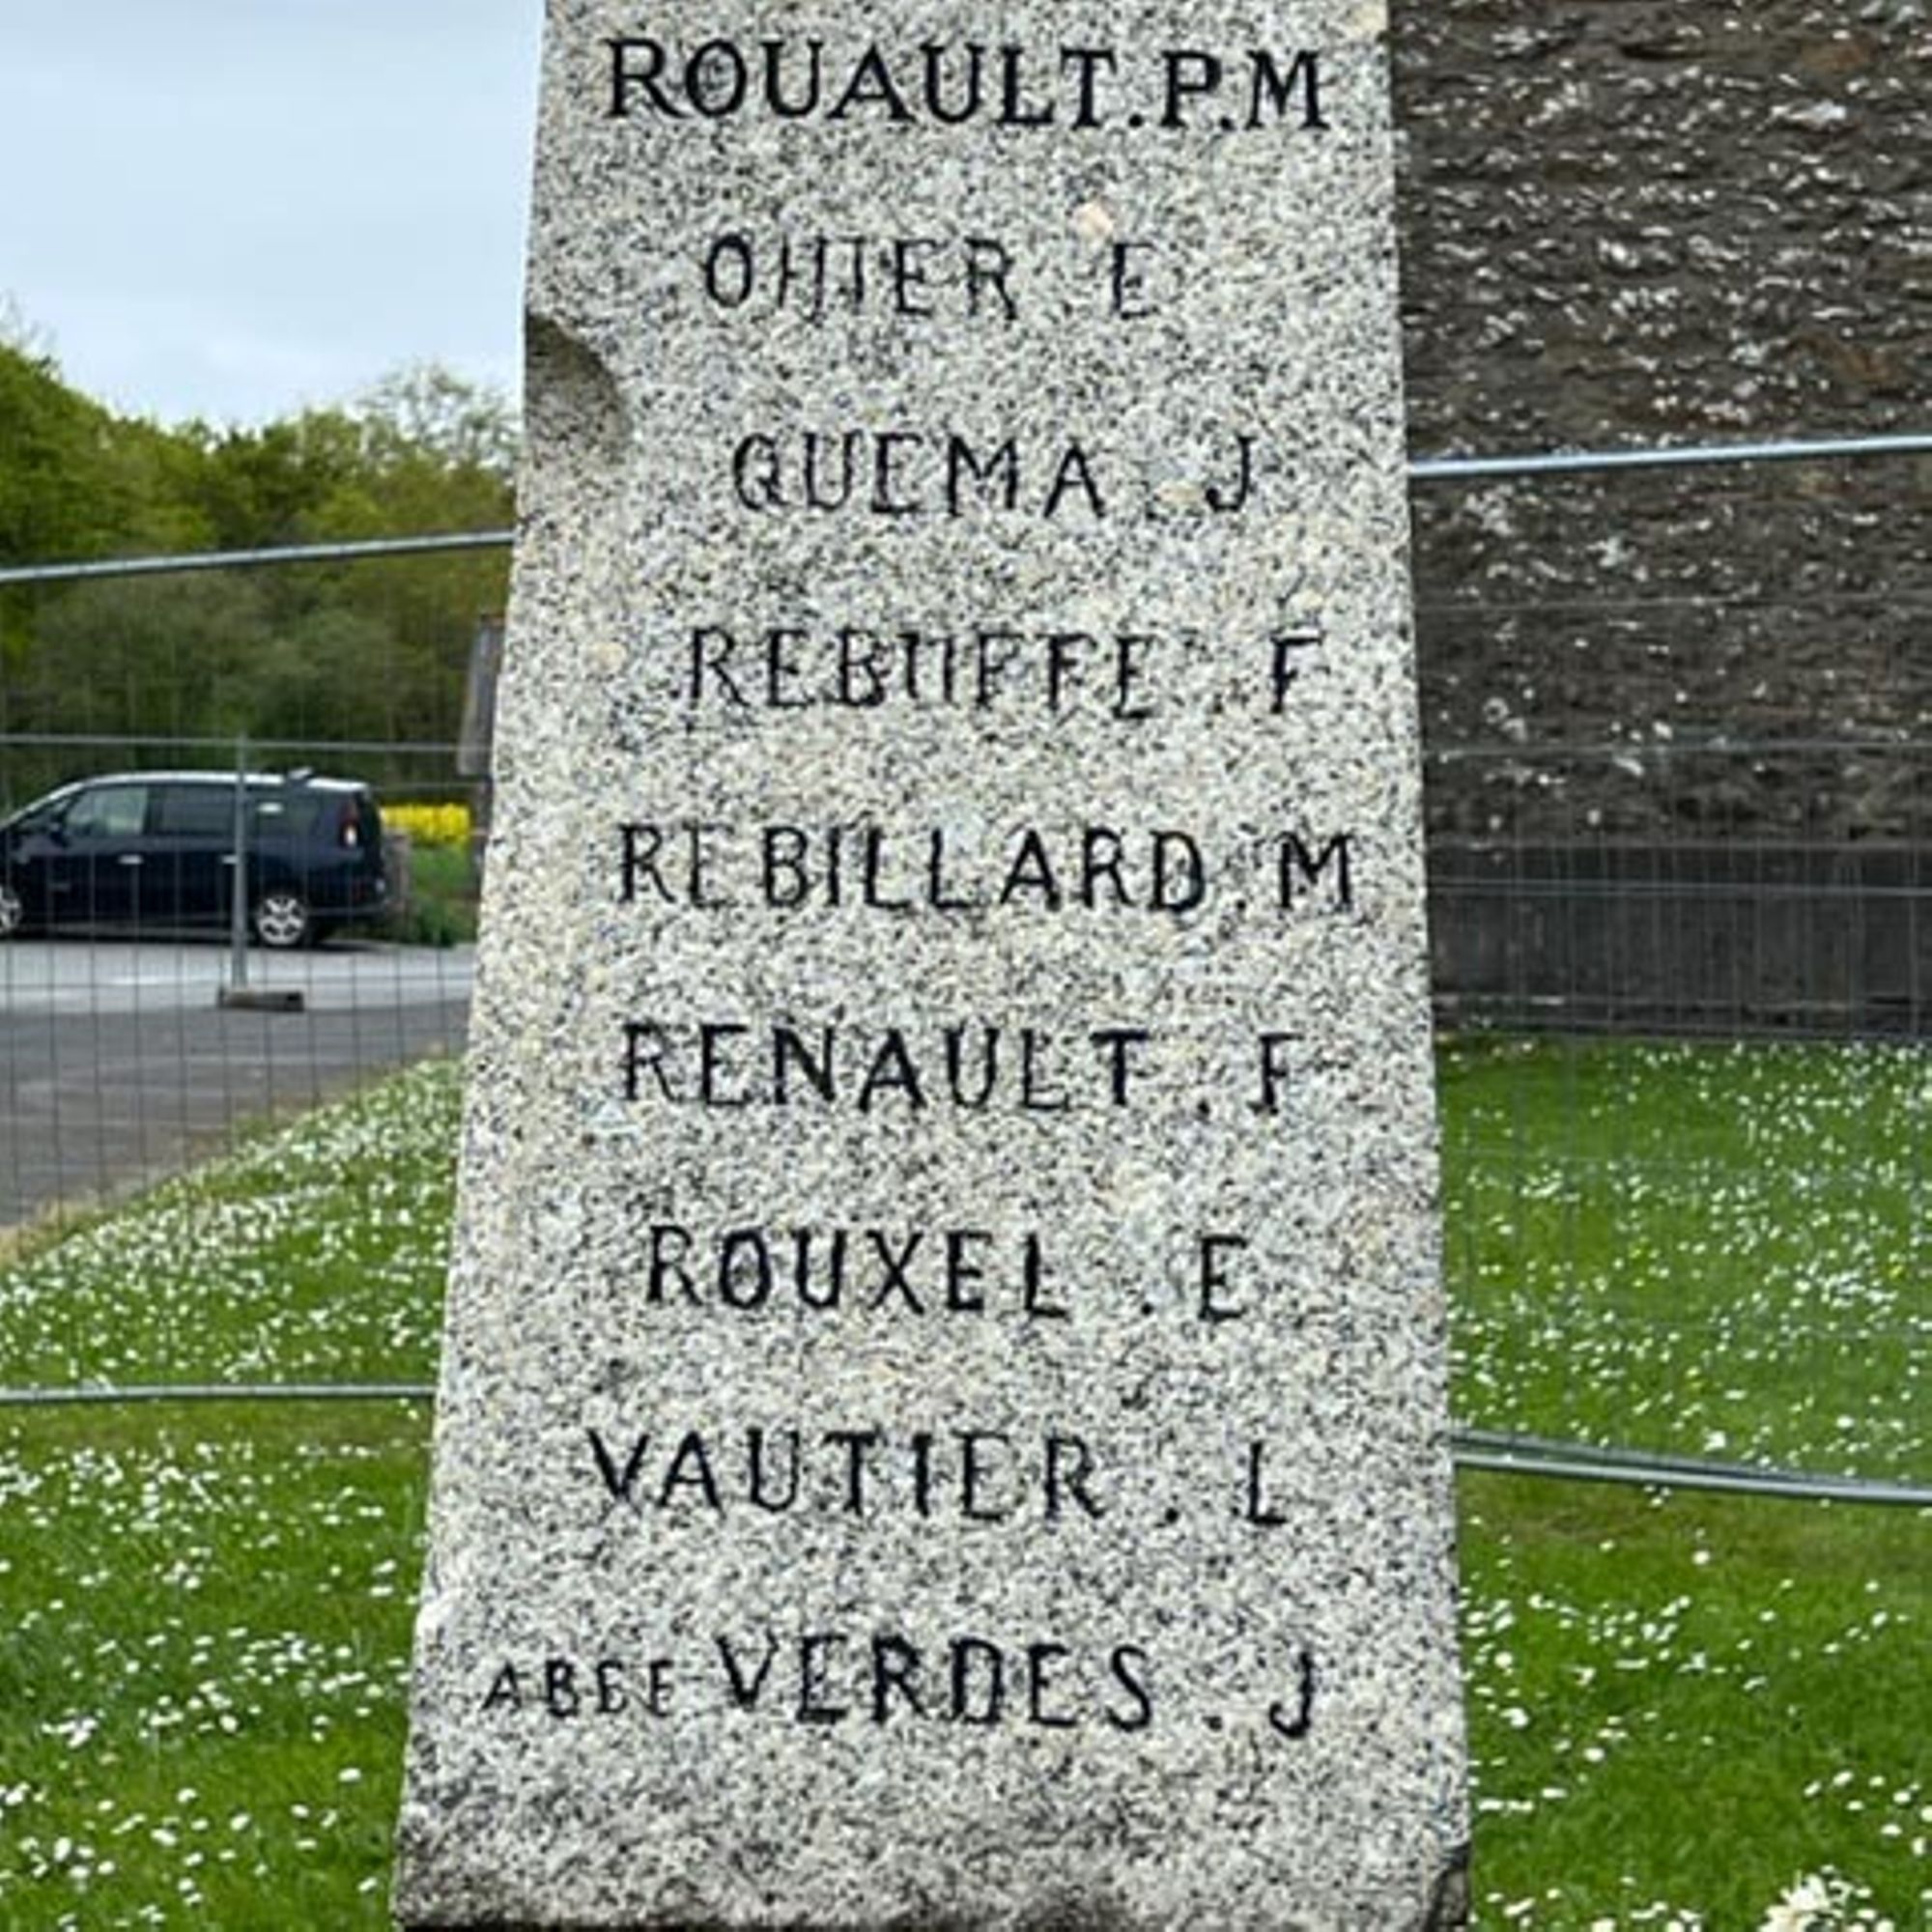 ROUAULT.P.M
OHIER E
QUEMA . J
REBUFFE . F
REBILLARD . M
RENAULT . F
ROUXEL . E
VAUTIER . L
ABBE VERDES . J